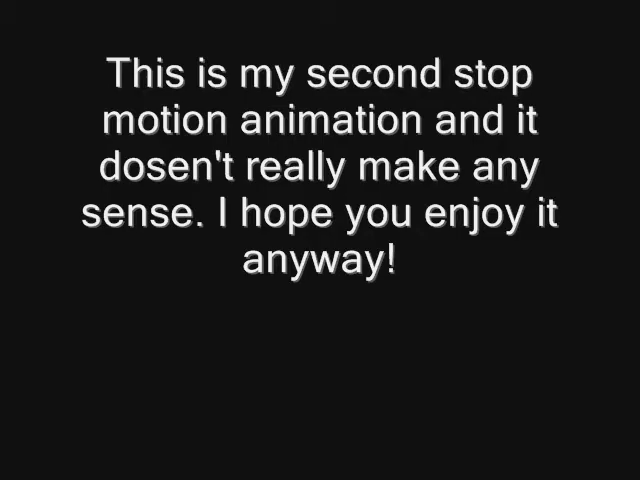 This is my second stop
motion animation and it
dosen't really make any
sense. I hope you enjoy it
anyway!